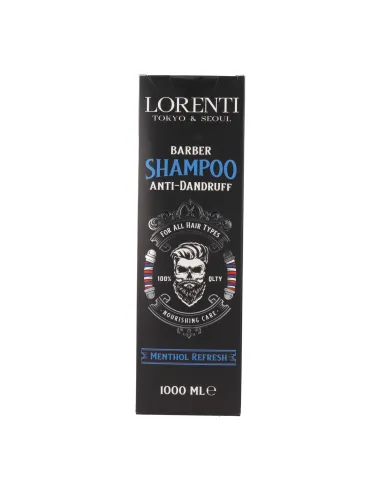 LORENTI
TOKYO & SEOUL
BARBER
SHAMPOO
ANTI-DANDRUFF
FOR ALL HAIR TYPES
100% QLTY
NOURISHING CARE
MENTHOL REFRESH
1000 ML℮